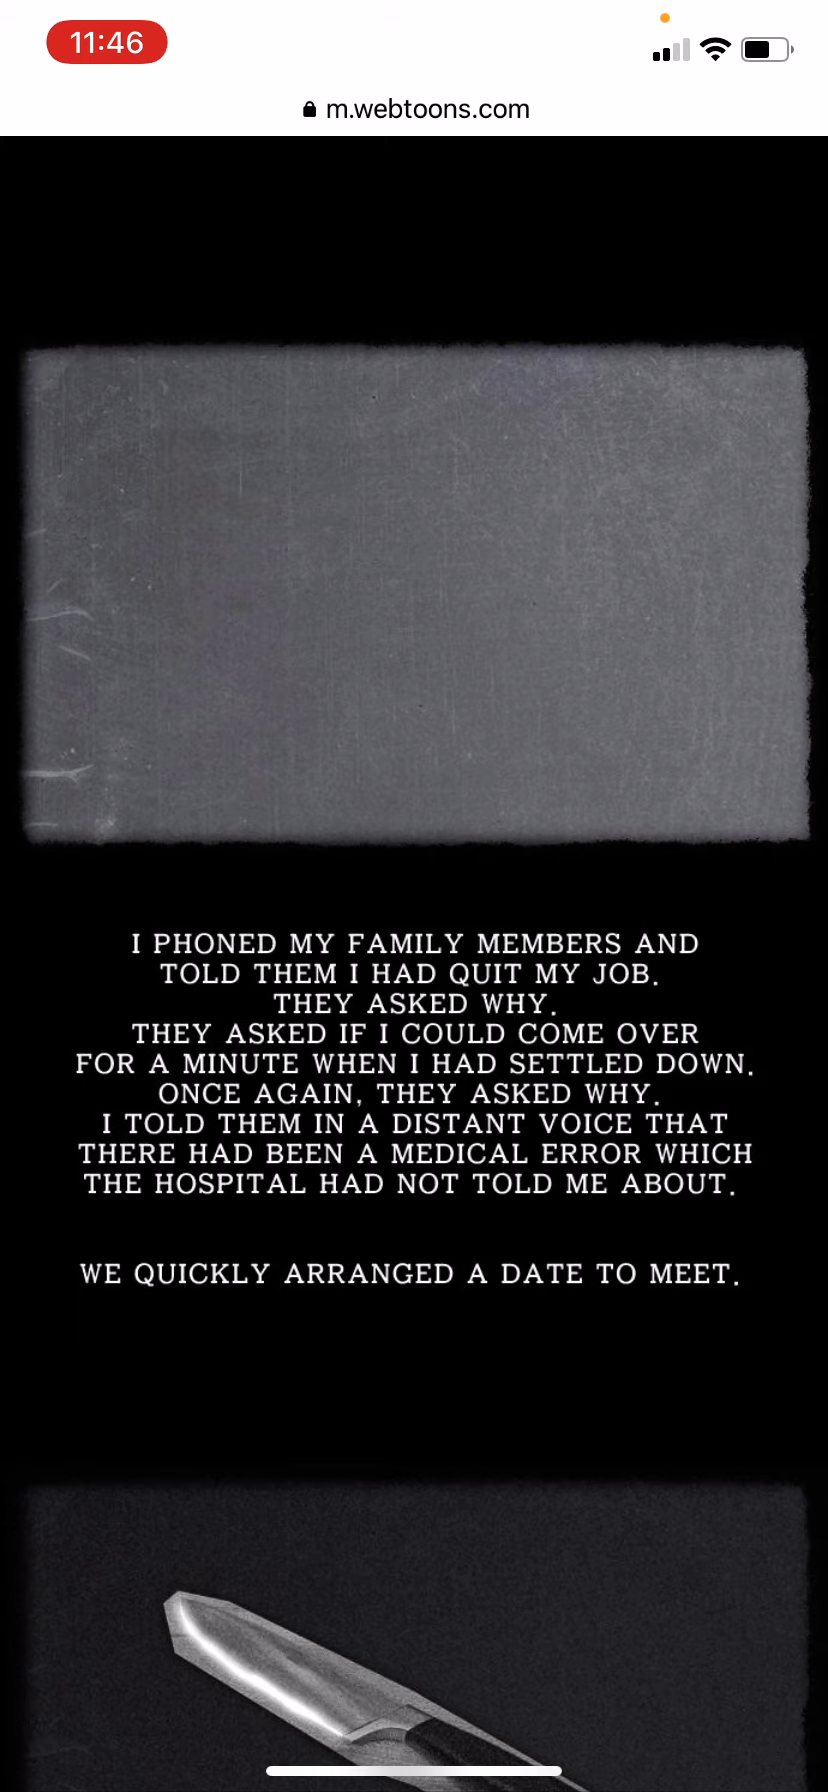 11:46
m.webtoons.com
I PHONED MY FAMILY MEMBERS AND
TOLD THEM I HAD QUIT MY JOB.
THEY ASKED WHY.
THEY ASKED IF I COULD COME OVER
FOR A MINUTE WHEN I HAD SETTLED DOWN.
ONCE AGAIN, THEY ASKED WHY.
I TOLD THEM IN A DISTANT VOICE THAT
THERE HAD BEEN A MEDICAL ERROR WHICH
THE HOSPITAL HAD NOT TOLD ME ABOUT.
WE QUICKLY ARRANGED A DATE TO MEET.